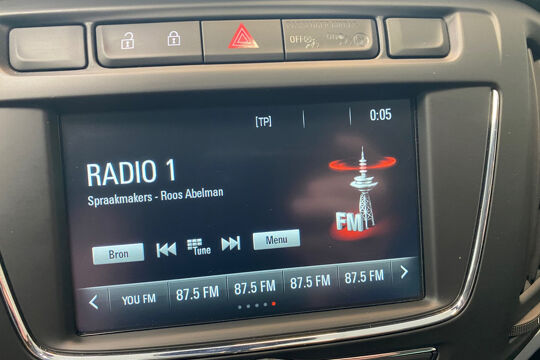 OFF
[TP]
0:05
RADIO 1
Spraakmakers - Roos Abelman
FM
Bron
Tune
Menu
YOU FM
87.5 FM
87.5 FM
87.5 FM
87.5 FM